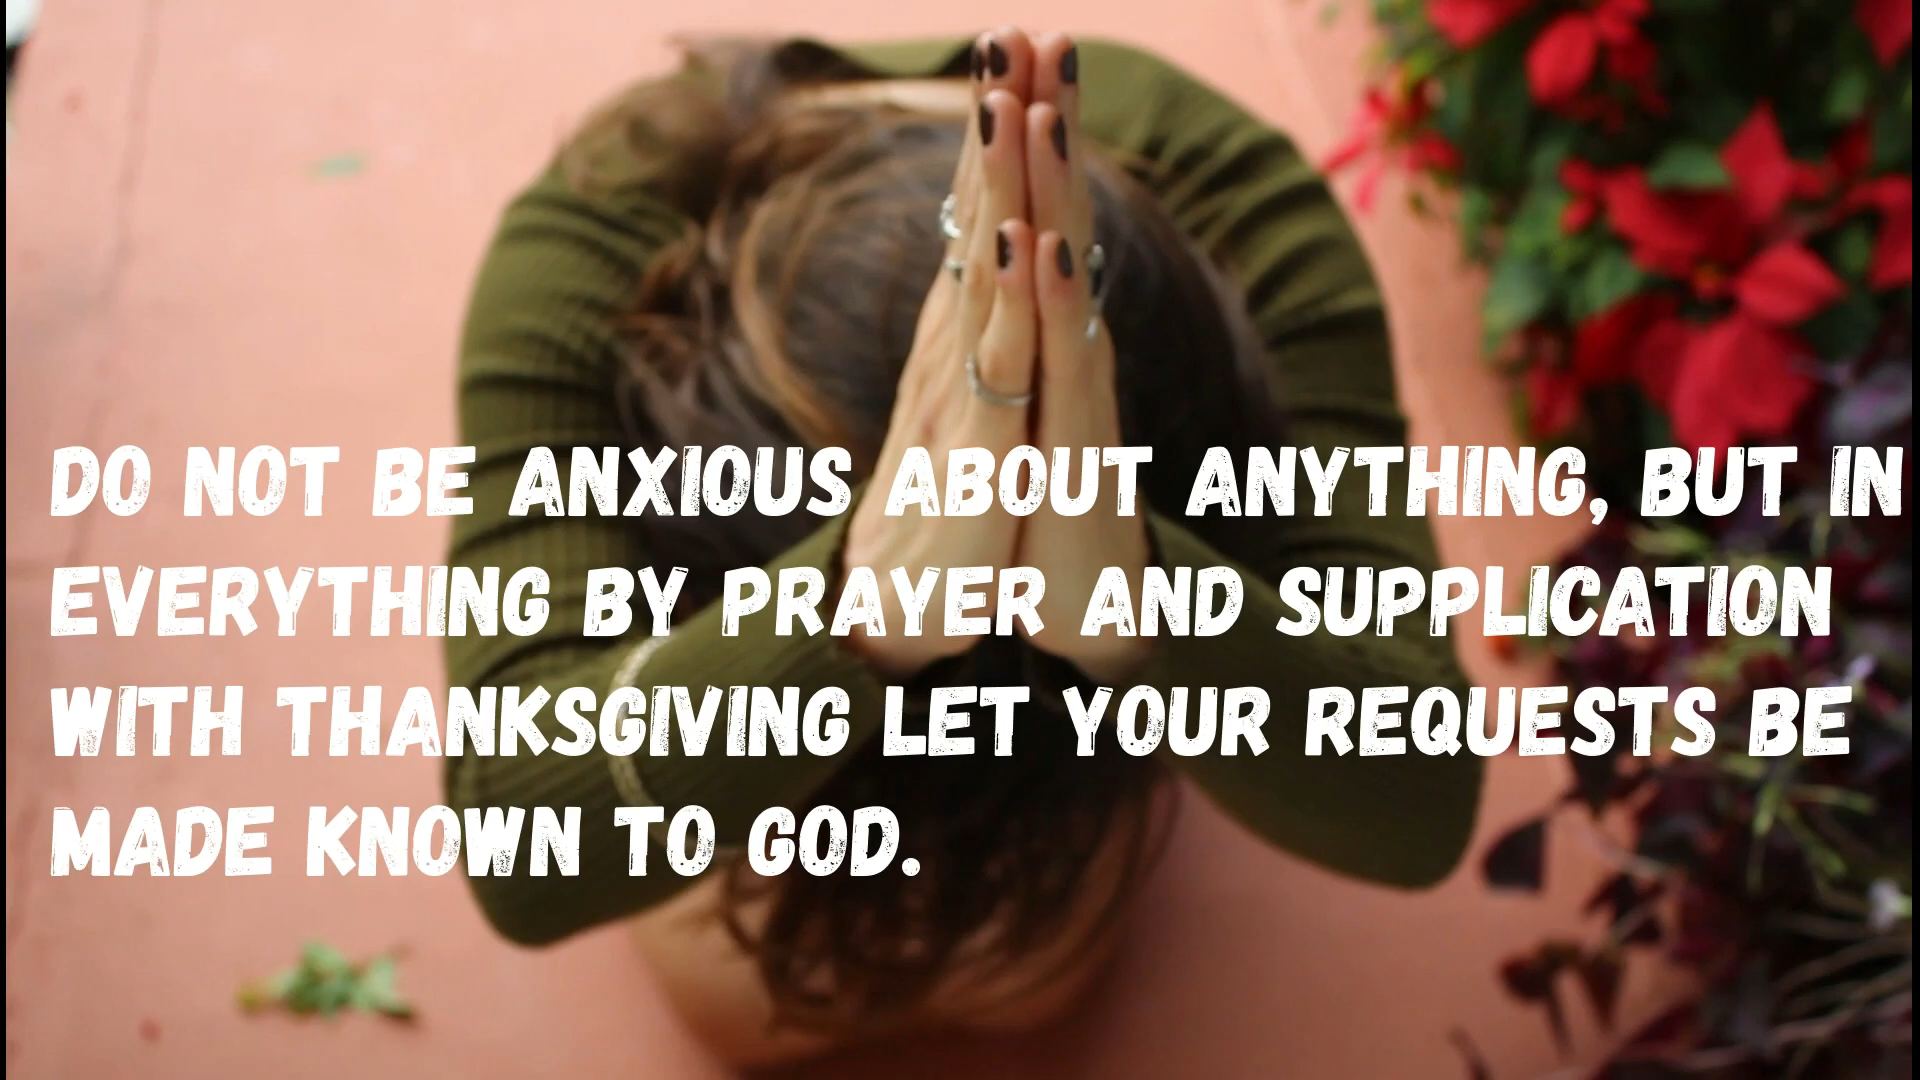 DO NOT BE ANXIOUS ABOUT ANYTHING, BUT IN
EVERYTHING BY PRAYER AND SUPPLICATION
WITH THANKSGIVING LET YOUR REQUESTS BE
MADE KNOWN TO GOD.